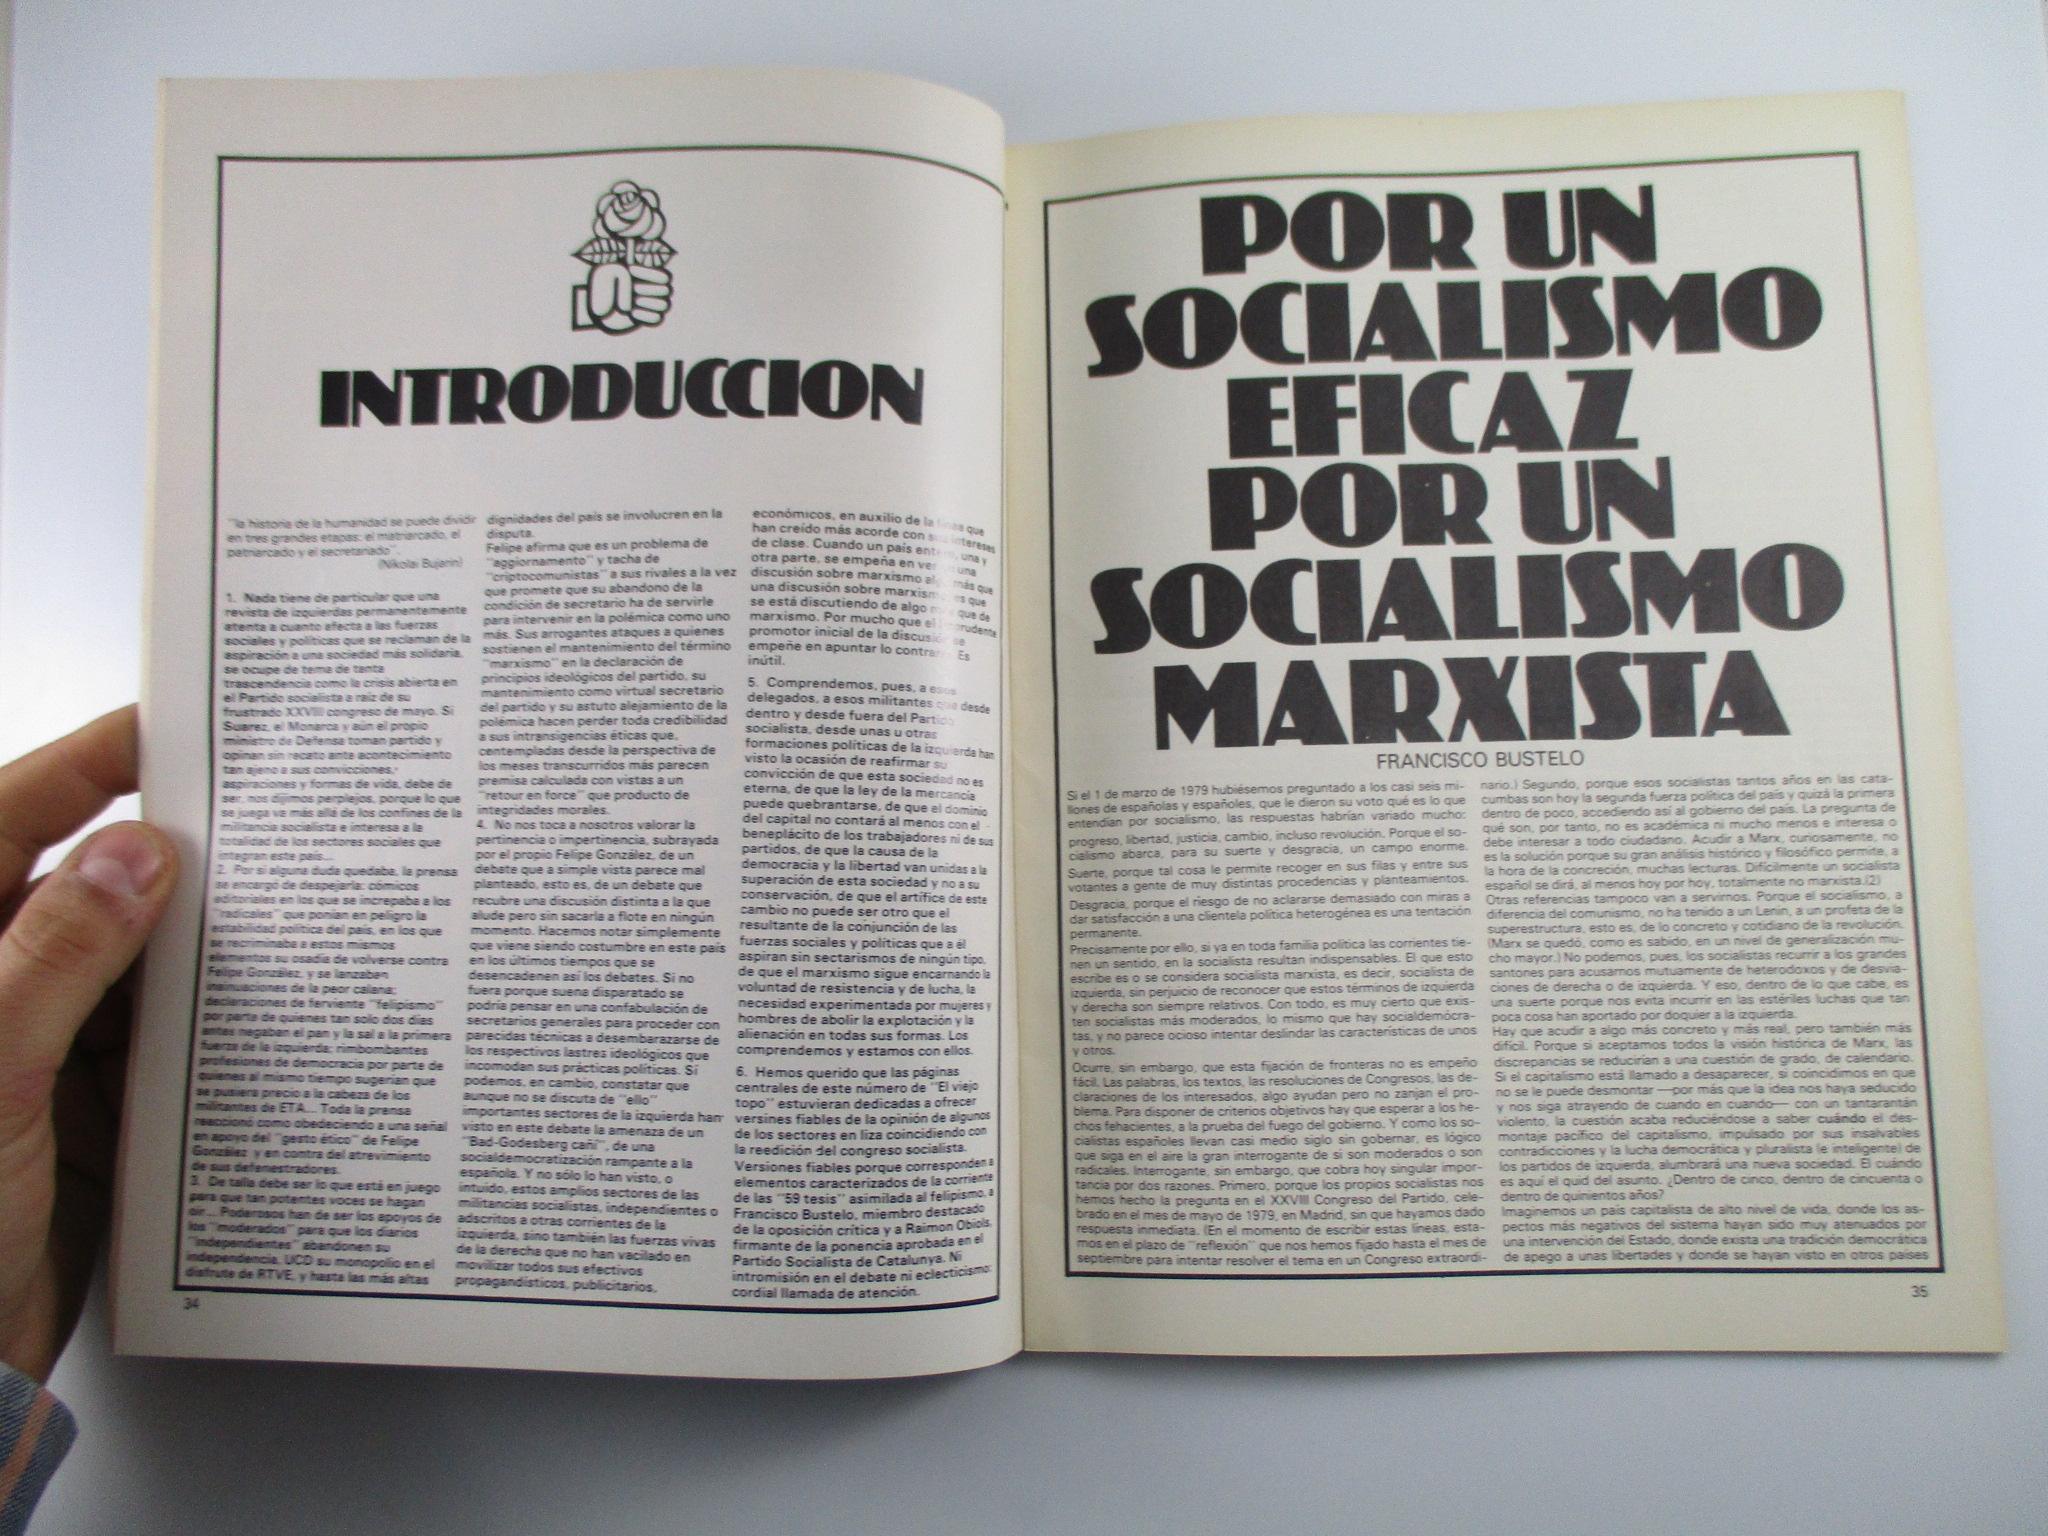 INTRODUCCION
"la historia de la humanidad se puede dividir
en tres grandes etapas: el matriarcado, el
patriarcado y el secretariado".
(Nikolai Bujarin)
1. Nada tiene de particular que una
revista de izquierdas permanentemente
atenta a cuanto afecta a las fuerzas
sociales y políticas que se reclaman de la
aspiración a una sociedad más solidaria,
se ocupe de tema de tanta
trascendencia como la crisis abierta en
el Partido socialista a raíz de su
frustrado XXVIII congreso de mayo. Si
Suarez, el Monarca y aún el propio
ministro de Defensa toman partido y
opinan sin recato ante acontecimiento
tan ajeno a sus convicciones,
aspiraciones y formas de vida, debe de
ser, nos dijimos perplejos, porque lo que
se juega va más allá de los confines de la
militancia socialista e interesa a la
totalidad de los sectores sociales que
integran este país...
2. Por si alguna duda quedaba, la prensa
se encargó de despejarla: cómicos
editoriales en los que se increpaba a los
"radicales" que ponían en peligro la
estabilidad política del país, en los que
se recriminaba a estos mismos
elementos su osadía de volverse contra
Felipe González, y se lanzaban
insinuaciones de la peor calana;
declaraciones de ferviente "felipismo"
por parte de quienes tan solo dos días
antes negaban el pan y la sal a la primera
fuerza de la izquierda; rimbombantes
profesiones de democracia por parte de
quienes al mismo tiempo sugerían que
se pusiera precio a la cabeza de los
militantes de ETA... Toda la prensa
reaccionó como obedeciendo a una señal
en apoyo del "gesto ético" de Felipe
González y en contra del atrevimiento
de sus defenestradores.
3. De talla debe ser lo que está en juego
para que tan potentes voces se hagan
oir... Poderosos han de ser los apoyos de
los "moderados" para que los diarios
"independientes" abandonen su
independencia, UCD su monopolio en el
disfrute de RTVE, y hasta las más altas
dignidades del país se involucren en la
disputa.
Felipe afirma que es un problema de
"aggiornamento" y tacha de
"criptocomunistas" a sus rivales a la vez
que promete que su abandono de la
condición de secretario ha de servirle
para intervenir en la polémica como uno
más. Sus arrogantes ataques a quienes
sostienen el mantenimiento del término
"marxismo" en la declaración de
principios ideológicos del partido, su
mantenimiento como virtual secretario
del partido y su astuto alejamiento de la
polémica hacen perder toda credibilidad
a sus intransigencias éticas que,
contempladas desde la perspectiva de
los meses transcurridos más parecen
premisa calculada con vistas a un
"retour en force" que producto de
integridades morales.
4. No nos toca a nosotros valorar la
pertinencia o impertinencia, subrayada
por el propio Felipe González, de un
debate que a simple vista parece mal
planteado, esto es, de un debate que
recubre una discusión distinta a la que
alude pero sin sacarla a flote en ningún
momento. Hacemos notar simplemente
que viene siendo costumbre en este país
en los últimos tiempos que se
desencadenen así los debates. Si no
fuera porque suena disparatado se
podría pensar en una confabulación de
secretarios generales para proceder con
parecidas técnicas a desembarazarse de
los respectivos lastres ideológicos que
incomodan sus prácticas políticas. Sí
podemos, en cambio, constatar que
aunque no se discuta de "ello"
importantes sectores de la izquierda han
visto en este debate la amenaza de un
"Bad-Godesberg cañí", de una
socialdemocratización rampante a la
española. Y no sólo lo han visto, o
intuido, estos amplios sectores de las
militancias socialistas, independientes o
adscritos a otras corrientes de la
izquierda, sino también las fuerzas vivas
de la derecha que no han vacilado en
movilizar todos sus efectivos
propagandísticos, publicitarios,
económicos, en auxilio de la línea que
han creído más acorde con sus intereses
de clase. Cuando un país entero, una y
otra parte, se empeña en ver una
discusión sobre marxismo algo más que
una discusión sobre marxismo es que
se está discutiendo de algo más que de
marxismo. Por mucho que el imprudente
promotor inicial de la discusión se
empeñe en apuntar lo contrario. Es
inútil.
5. Comprendemos, pues, a esos
delegados, a esos militantes que desde
dentro y desde fuera del Partido
socialista, desde unas u otras
formaciones políticas de la izquierda han
visto la ocasión de reafirmar su
convicción de que esta sociedad no es
eterna, de que la ley de la mercancía
puede quebrantarse, de que el dominio
del capital no contará al menos con el
beneplácito de los trabajadores ni de sus
partidos, de que la causa de la
democracia y la libertad van unidas a la
superación de esta sociedad y no a su
conservación, de que el artífice de este
cambio no puede ser otro que el
resultante de la conjunción de las
fuerzas sociales y políticas que a él
aspiran sin sectarismos de ningún tipo,
de que el marxismo sigue encarnando la
voluntad de resistencia y de lucha, la
necesidad experimentada por mujeres y
hombres de abolir la explotación y la
alienación en todas sus formas. Los
comprendemos y estamos con ellos.
6. Hemos querido que las páginas
centrales de este número de "El viejo
topo" estuvieran dedicadas a ofrecer
versines fiables de la opinión de algunos
de los sectores en liza coincidiendo con
la reedición del congreso socialista.
Versiones fiables porque corresponden a
elementos caracterizados de la corriente
de las "59 tesis" asimilada al felipismo, a
Francisco Bustelo, miembro destacado
de la oposición crítica y a Raimon Obiols,
firmante de la ponencia aprobada en el
Partido Socialista de Catalunya. Ni
intromisión en el debate ni eclecticismo:
cordial llamada de atención.
34
POR UN
SOCIALISMO
EFICAZ
POR UN
SOCIALISMO
MARXISTA
FRANCISCO BUSTELO
Si el 1 de marzo de 1979 hubiésemos preguntado a los casi seis mi-
llones de españolas y españoles, que le dieron su voto qué es lo que
entendían por socialismo, las respuestas habrían variado mucho:
progreso, libertad, justicia, cambio, incluso revolución. Porque el so-
cialismo abarca, para su suerte y desgracia, un campo enorme.
Suerte, porque tal cosa le permite recoger en sus filas y entre sus
votantes a gente de muy distintas procedencias y planteamientos.
Desgracia, porque el riesgo de no aclararse demasiado con miras a
dar satisfacción a una clientela política heterogénea es una tentación
permanente.
Precisamente por ello, si ya en toda familia política las corrientes tie-
nen un sentido, en la socialista resultan indispensables. El que esto
escribe es o se considera socialista marxista, es decir, socialista de
izquierda, sin perjuicio de reconocer que estos términos de izquierda
y derecha son siempre relativos. Con todo, es muy cierto que exis-
ten socialistas más moderados, lo mismo que hay socialdemócra-
tas, y no parece ocioso intentar deslindar las características de unos
y otros.
Ocurre, sin embargo, que esta fijación de fronteras no es empeño
fácil. Las palabras, los textos, las resoluciones de Congresos, las de-
claraciones de los interesados, algo ayudan pero no zanjan el pro-
blema. Para disponer de criterios objetivos hay que esperar a los he-
chos fehacientes, a la prueba del fuego del gobierno. Y como los so-
cialistas españoles llevan casi medio siglo sin gobernar, es lógico
que siga en el aire la gran interrogante de si son moderados o son
radicales. Interrogante, sin embargo, que cobra hoy singular impor-
tancia por dos razones. Primero, porque los propios socialistas nos
hemos hecho la pregunta en el XXVIII Congreso del Partido, cele-
brado en el mes de mayo de 1979, en Madrid, sin que hayamos dado
respuesta inmediata. (En el momento de escribir estas líneas, esta-
mos en el plazo de "reflexión" que nos hemos fijado hasta el mes de
septiembre para intentar resolver el tema en un Congreso extraordi-
nario.) Segundo, porque esos socialistas tantos años en las cata-
cumbas son hoy la segunda fuerza política del país y quizá la primera
dentro de poco, accediendo así al gobierno del país. La pregunta de
qué son, por tanto, no es académica ni mucho menos e interesa o
debe interesar a todo ciudadano. Acudir a Marx, curiosamente, no
es la solución porque su gran análisis histórico y filosófico permite, a
la hora de la concreción, muchas lecturas. Difícilmente un socialista
español se dirá, al menos hoy por hoy, totalmente no marxista.(2)
Otras referencias tampoco van a servirnos. Porque el socialismo, a
diferencia del comunismo, no ha tenido a un Lenin, a un profeta de la
superestructura, esto es, de lo concreto y cotidiano de la revolución.
(Marx se quedó, como es sabido, en un nivel de generalización mu-
cho mayor.) No podemos, pues, los socialistas recurrir a los grandes
santones para acusarnos mutuamente de heterodoxos y de desvia-
ciones de derecha o de izquierda. Y eso, dentro de lo que cabe, es
una suerte porque nos evita incurrir en las estériles luchas que tan
poca cosa han aportado por doquier a la izquierda.
Hay que acudir a algo más concreto y más real, pero también más
difícil. Porque si aceptamos todos la visión histórica de Marx, las
discrepancias se reducirían a una cuestión de grado, de calendario.
Si el capitalismo está llamado a desaparecer, si coincidimos en que
no se le puede desmontar —por más que la idea nos haya seducido
y nos siga atrayendo de cuando en cuando— con un tantarantán
violento, la cuestión acaba reduciéndose a saber cuándo el des-
montaje pacífico del capitalismo, impulsado por sus insalvables
contradicciones y la lucha democrática y pluralista (e inteligente) de
los partidos de izquierda, alumbrará una nueva sociedad. El cuándo
es aquí el quid del asunto. ¿Dentro de cinco, dentro de cincuenta o
dentro de quinientos años?
Imaginemos un país capitalista de alto nivel de vida, donde los as-
pectos más negativos del sistema hayan sido muy atenuados por
una intervención del Estado, donde exista una tradición democrática
de apego a unas libertades y donde se hayan visto en otros países
35